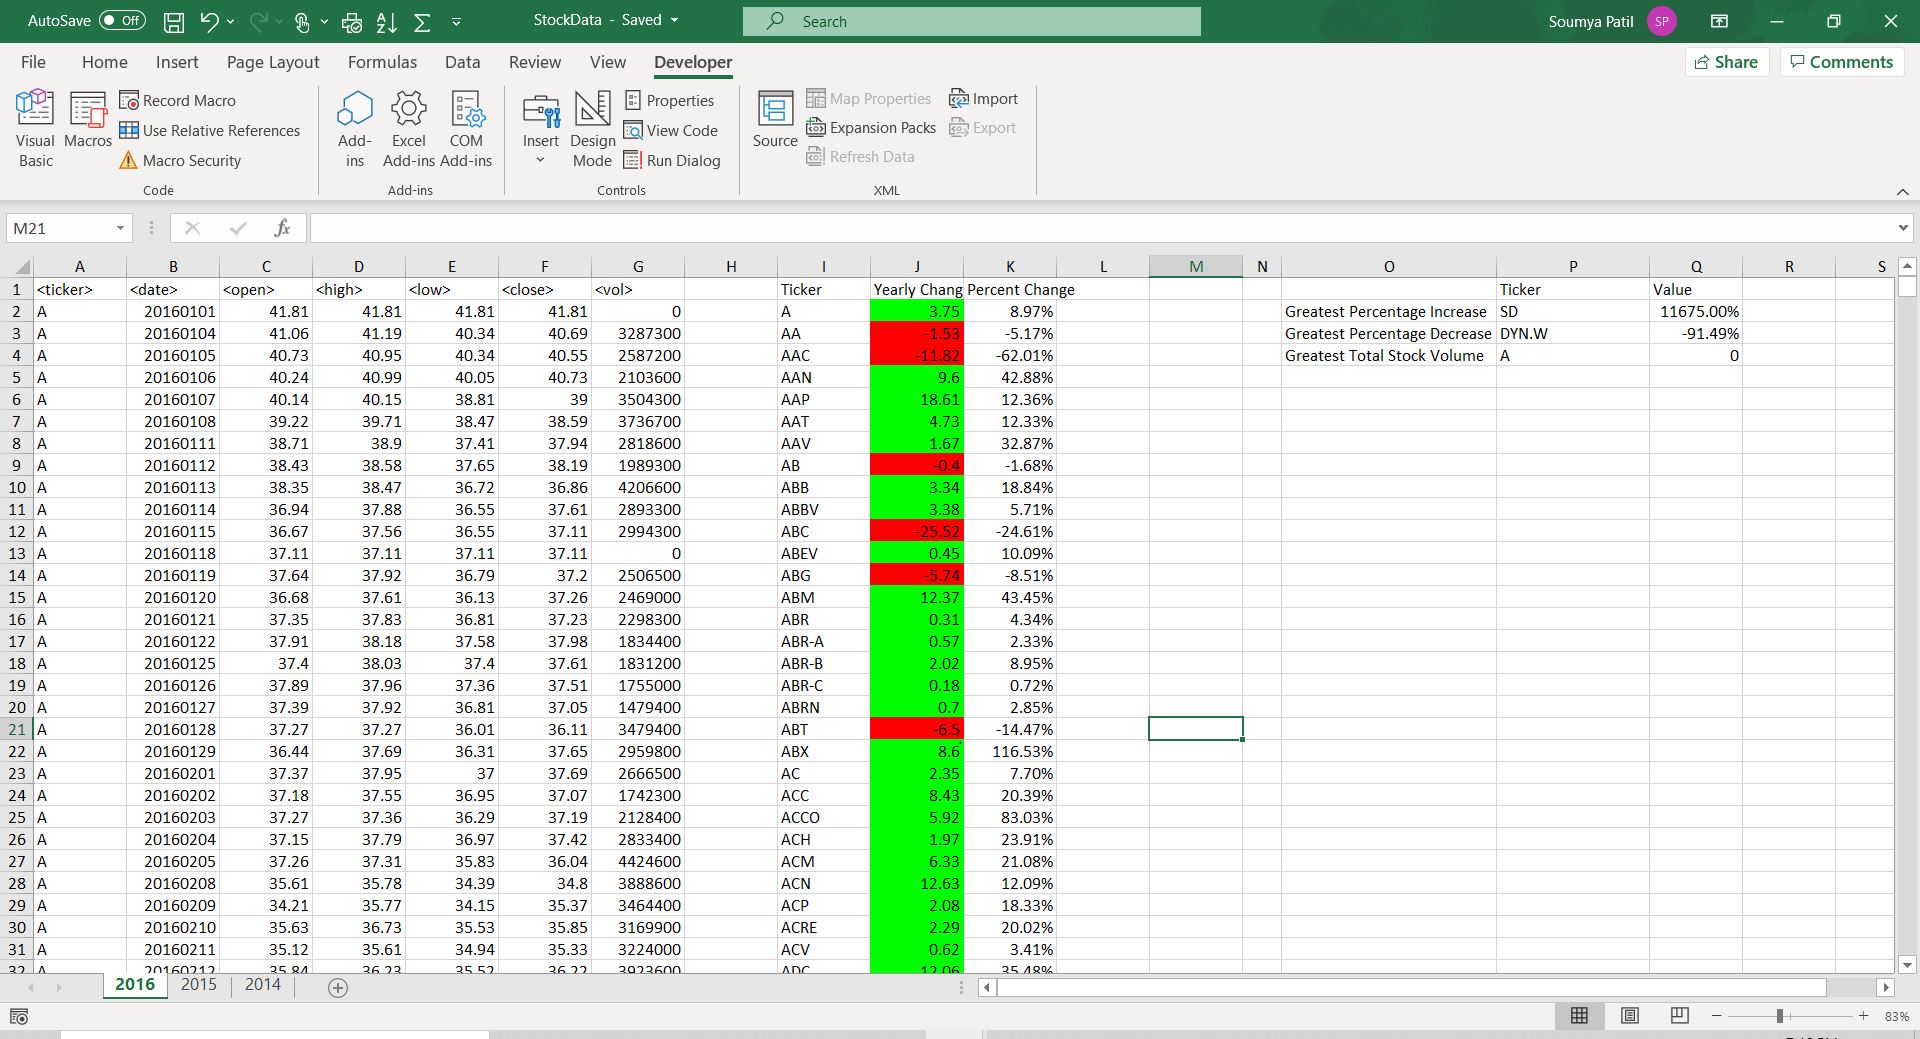 AutoSave Off StockData - Saved Search Soumya Patil SP
File Home Insert Page Layout Formulas Data Review View Developer Share Comments
Visual Basic
Macros
Record Macro
Use Relative References
Macro Security
Code
Add-ins
Excel Add-ins
COM Add-ins
Add-ins
Insert
Design Mode
Properties
View Code
Run Dialog
Controls
Source
Map Properties
Expansion Packs
Refresh Data
Import
Export
XML
M21 fx
A B C D E F G H I J K L M N O P Q R S
1 <ticker> <date> <open> <high> <low> <close> <vol> Ticker Yearly Chang Percent Change Ticker Value
2 A 20160101 41.81 41.81 41.81 41.81 0 A 3.75 8.97% Greatest Percentage Increase SD 11675.00%
3 A 20160104 41.06 41.19 40.34 40.69 3287300 AA -1.53 -5.17% Greatest Percentage Decrease DYN.W -91.49%
4 A 20160105 40.73 40.95 40.34 40.55 2587200 AAC -11.82 -62.01% Greatest Total Stock Volume A 0
5 A 20160106 40.24 40.99 40.05 40.73 2103600 AAN 9.6 42.88%
6 A 20160107 40.14 40.15 38.81 39 3504300 AAP 18.61 12.36%
7 A 20160108 39.22 39.71 38.47 38.59 3736700 AAT 4.73 12.33%
8 A 20160111 38.71 38.9 37.41 37.94 2818600 AAV 1.67 32.87%
9 A 20160112 38.43 38.58 37.65 38.19 1989300 AB -0.4 -1.68%
10 A 20160113 38.35 38.47 36.72 36.86 4206600 ABB 3.34 18.84%
11 A 20160114 36.94 37.88 36.55 37.61 2893300 ABBV 3.38 5.71%
12 A 20160115 36.67 37.56 36.55 37.11 2994300 ABC -25.52 -24.61%
13 A 20160118 37.11 37.11 37.11 37.11 0 ABEV 0.45 10.09%
14 A 20160119 37.64 37.92 36.79 37.2 2506500 ABG -5.74 -8.51%
15 A 20160120 36.68 37.61 36.13 37.26 2469000 ABM 12.37 43.45%
16 A 20160121 37.35 37.83 36.81 37.23 2298300 ABR 0.31 4.34%
17 A 20160122 37.91 38.18 37.58 37.98 1834400 ABR-A 0.57 2.33%
18 A 20160125 37.4 38.03 37.4 37.61 1831200 ABR-B 2.02 8.95%
19 A 20160126 37.89 37.96 37.36 37.51 1755000 ABR-C 0.18 0.72%
20 A 20160127 37.39 37.92 36.81 37.05 1479400 ABRN 0.7 2.85%
21 A 20160128 37.27 37.27 36.01 36.11 3479400 ABT -6.5 -14.47%
22 A 20160129 36.44 37.69 36.31 37.65 2959800 ABX 8.6 116.53%
23 A 20160201 37.37 37.95 37 37.69 2666500 AC 2.35 7.70%
24 A 20160202 37.18 37.55 36.95 37.07 1742300 ACC 8.43 20.39%
25 A 20160203 37.27 37.36 36.29 37.19 2128400 ACCO 5.92 83.03%
26 A 20160204 37.15 37.79 36.97 37.42 2833400 ACH 1.97 23.91%
27 A 20160205 37.26 37.31 35.83 36.04 4424600 ACM 6.33 21.08%
28 A 20160208 35.61 35.78 34.39 34.8 3888600 ACN 12.63 12.09%
29 A 20160209 34.21 35.77 34.15 35.37 3464400 ACP 2.08 18.33%
30 A 20160210 35.63 36.73 35.53 35.85 3169900 ACRE 2.29 20.02%
31 A 20160211 35.12 35.61 34.94 35.33 3224000 ACV 0.62 3.41%
32 A 20160212 35.84 36.23 35.52 36.22 3923600 ADC 12.06 35.48%
2016 2015 2014
83%